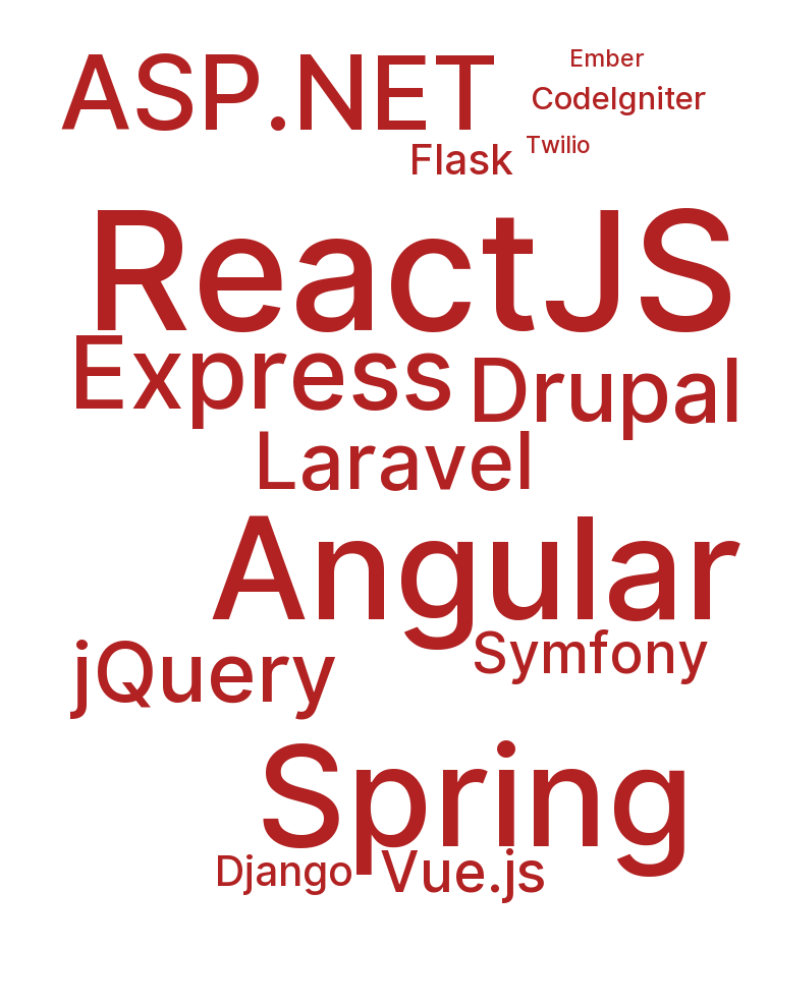 Ember
ASP.NET
CodeIgniter
Flask Twilio
ReactJS
Express Drupal
Laravel
Angular
jQuery Symfony
Spring
Django Vue.js